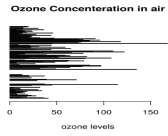 Ozone Concenteration in air
0 50 100 150
ozone levels